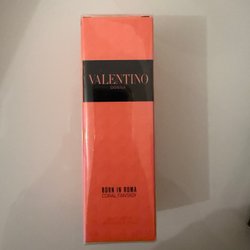 VALENTINO
DONNA
BORN IN ROMA
CORAL FANTASY